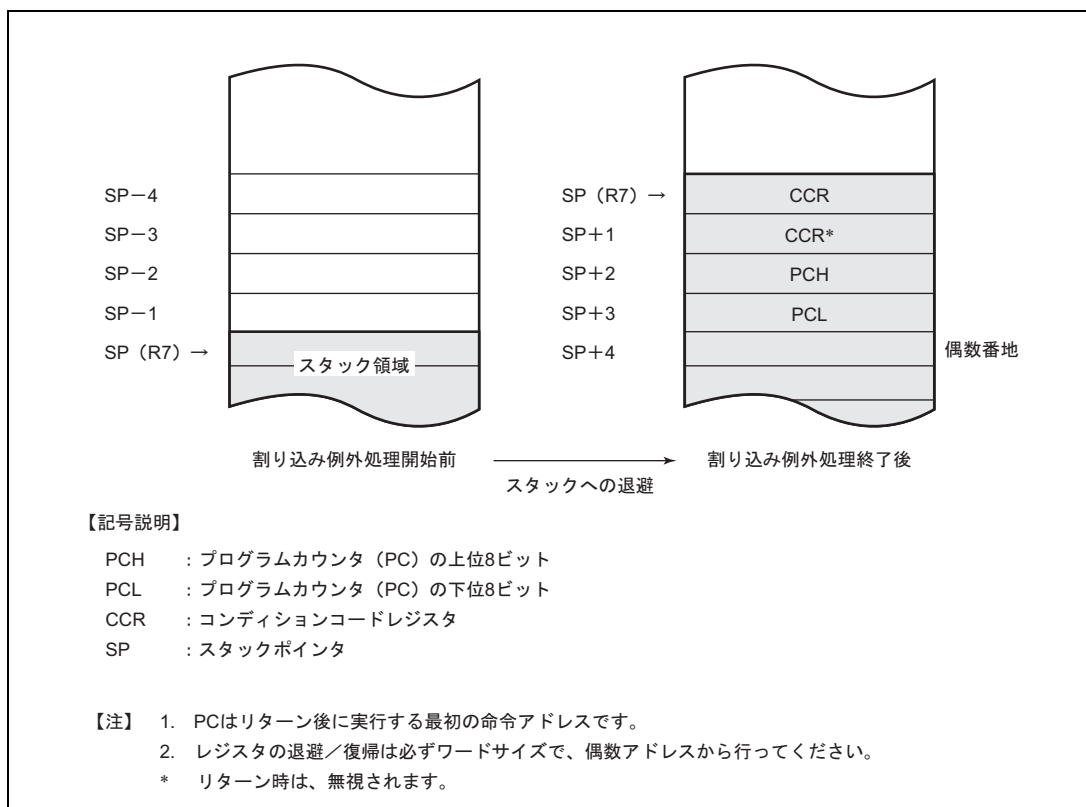 SP−4
SP−3
SP−2
SP−1
SP（R7）→
スタック領域
SP（R7）→
SP+1
SP+2
SP+3
SP+4
CCR
CCR*
PCH
PCL
偶数番地
割り込み例外処理開始前
スタックへの退避
割り込み例外処理終了後
【記号説明】
PCH ：プログラムカウンタ（PC）の上位8ビット
PCL ：プログラムカウンタ（PC）の下位8ビット
CCR ：コンディションコードレジスタ
SP ：スタックポインタ
【注】 1. PCはリターン後に実行する最初の命令アドレスです。
2. レジスタの退避／復帰は必ずワードサイズで、偶数アドレスから行ってください。
* リターン時は、無視されます。